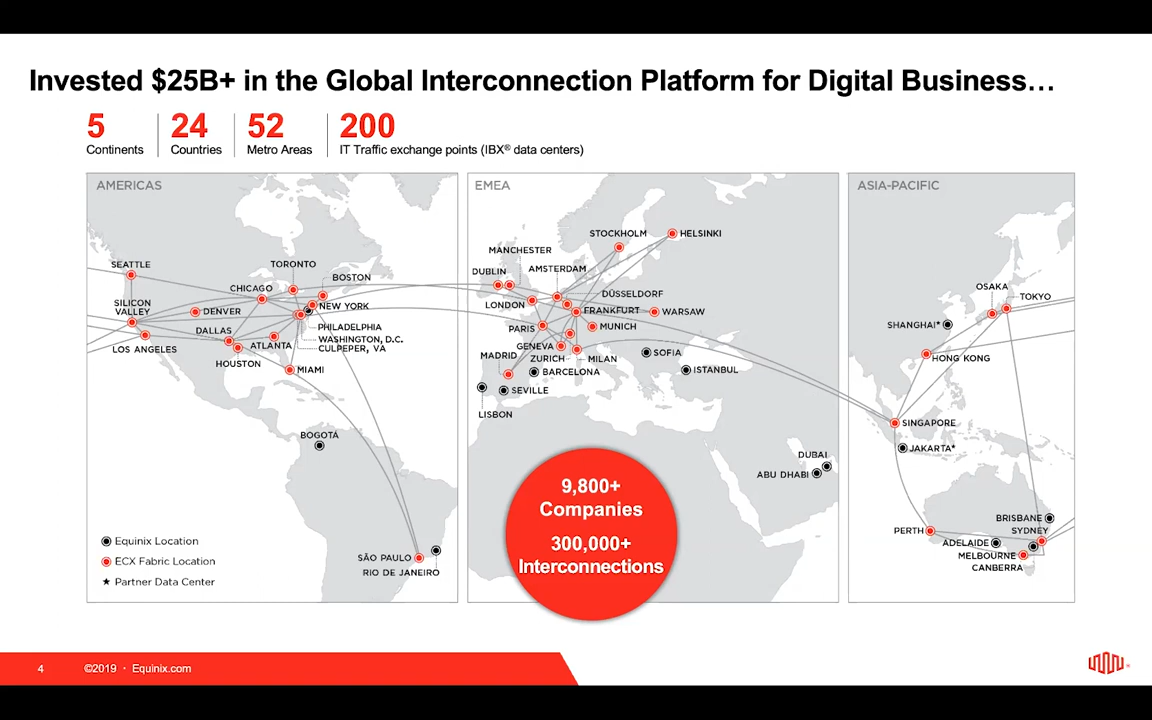 Invested $25B+ in the Global Interconnection Platform for Digital Business…
5
Continents
24
Countries
52
Metro Areas
200
IT Traffic exchange points (IBX® data centers)
AMERICAS
SEATTLE
TORONTO
BOSTON
CHICAGO
SILICON
VALLEY
DENVER
NEW YORK
DALLAS
PHILADELPHIA
ATLANTA
WASHINGTON, D.C.
CULPEPER, VA
LOS ANGELES
HOUSTON
MIAMI
BOGOTÁ
SÃO PAULO
RIO DE JANEIRO
Equinix Location
ECX Fabric Location
★ Partner Data Center
EMEA
STOCKHOLM
HELSINKI
MANCHESTER
DUBLIN
AMSTERDAM
LONDON
DÜSSELDORF
FRANKFURT
WARSAW
PARIS
MUNICH
GENEVA
MADRID
ZURICH
MILAN
SOFIA
BARCELONA
ISTANBUL
SEVILLE
LISBON
DUBAI
ABU DHABI
9,800+
Companies
300,000+
Interconnections
ASIA-PACIFIC
OSAKA
TOKYO
SHANGHAI*
HONG KONG
SINGAPORE
JAKARTA*
BRISBANE
PERTH
SYDNEY
ADELAIDE
MELBOURNE
CANBERRA
4
©2019 · Equinix.com